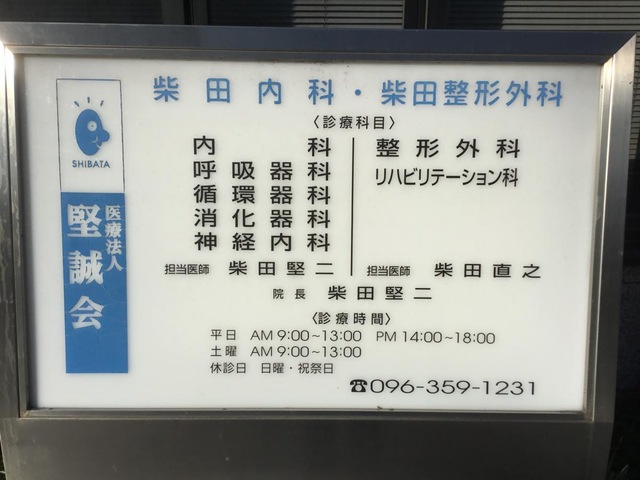 柴田内科・柴田整形外科
SHIBATA
医療法人
堅誠会
〈診療科目〉
内科
呼吸器科
循環器科
消化器科
神経内科
担当医師 柴田堅二
整形外科
リハビリテーション科
担当医師 柴田直之
院長 柴田堅二
〈診療時間〉
平日 AM 9:00~13:00 PM 14:00~18:00
土曜 AM 9:00~13:00
休診日 日曜・祝祭日
☎096-359-1231